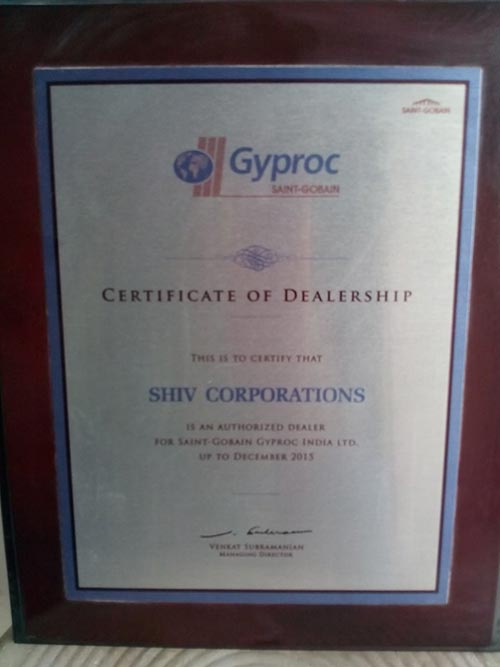 SAINT-GOBAIN
Gyproc
SAINT-GOBAIN
CERTIFICATE OF DEALERSHIP
THIS IS TO CERTIFY THAT
SHIV CORPORATIONS
IS AN AUTHORIZED DEALER
FOR SAINT-GOBAIN GYPROC INDIA LTD.
UP TO DECEMBER 2015
VENKAT SUBRAMANIAN
MANAGING DIRECTOR